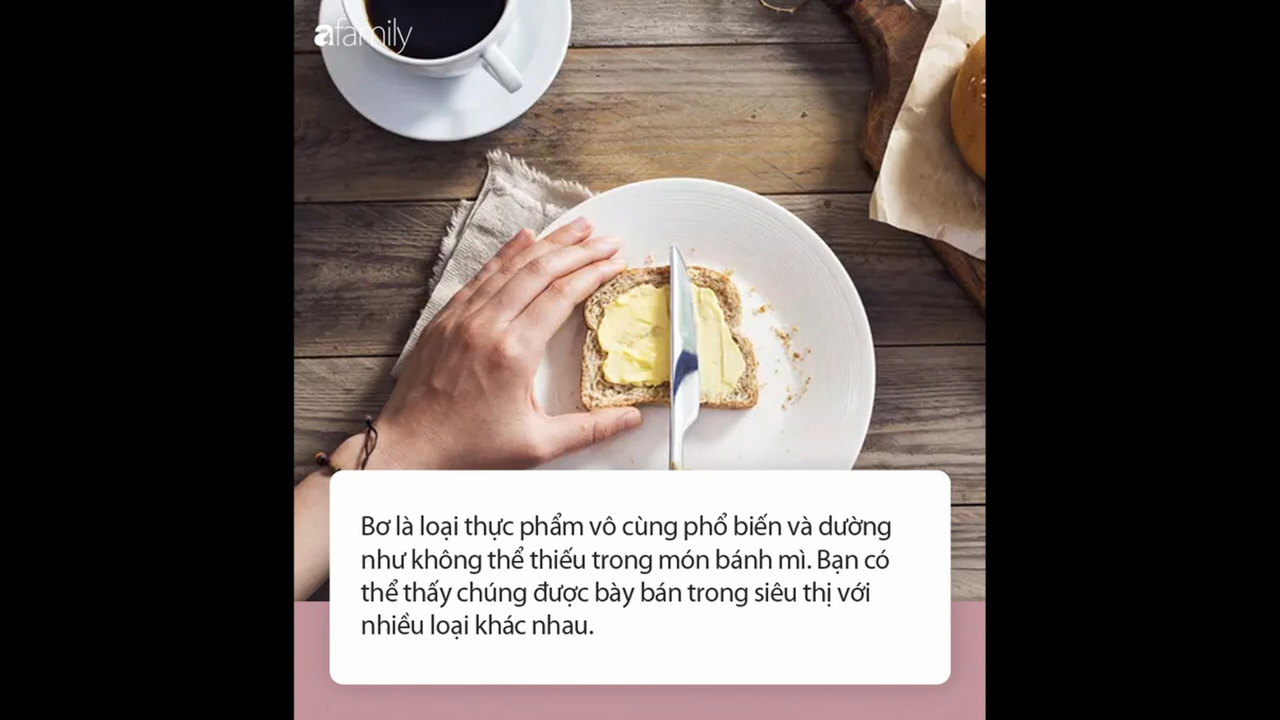 afamily
Bơ là loại thực phẩm vô cùng phổ biến và dường
như không thể thiếu trong món bánh mì. Bạn có
thể thấy chúng được bày bán trong siêu thị với
nhiều loại khác nhau.